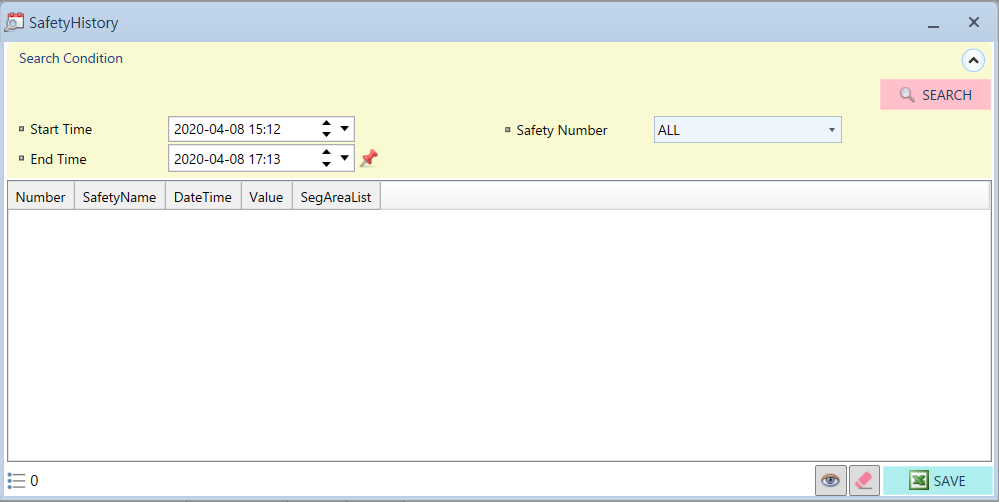 SafetyHistory
Search Condition
SEARCH
Start Time 2020-04-08 15:12 Safety Number ALL
End Time 2020-04-08 17:13
Number SafetyName DateTime Value SegAreaList
0 SAVE